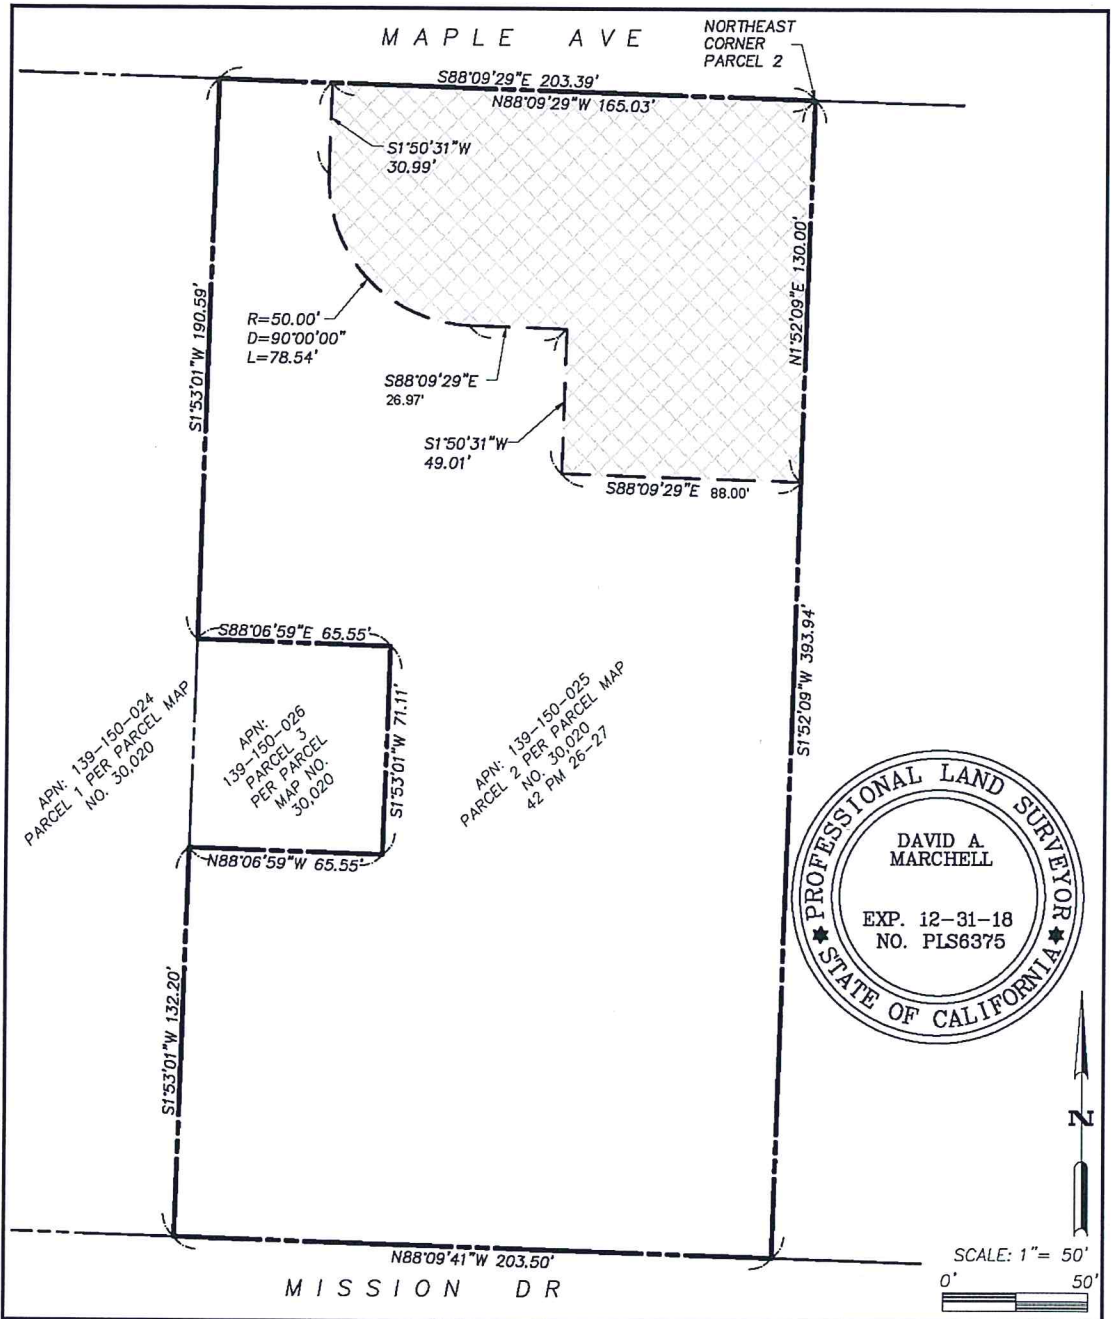 MAPLE AVE
NORTHEAST
CORNER
PARCEL 2
S88°09'29"E 203.39'
N88°09'29"W 165.03'
S1°50'31"W
30.99'
N1°52'09"E 130.00'
S1°53'01"W 190.59'
R=50.00'
D=90°00'00"
L=78.54'
S88°09'29"E
26.97'
S1°50'31"W
49.01'
S88°09'29"E 88.00'
S88°06'59"E 65.55'
S1°52'09"W 393.94'
APN: 139-150-024
PARCEL 1 PER PARCEL MAP
NO. 30,020
APN:
139-150-026
PARCEL 3
PER PARCEL
MAP NO.
30,020
S1°53'01"W 71.11'
APN: 139-150-025
PARCEL 2 PER PARCEL MAP
NO. 30,020
42 PM 26-27
N88°06'59"W 65.55'
PROFESSIONAL LAND SURVEYOR
DAVID A.
MARCHELL
EXP. 12-31-18
NO. PLS6375
STATE OF CALIFORNIA
S1°53'01"W 132.20'
N
N88°09'41"W 203.50'
MISSION DR
SCALE: 1"= 50'
0' 50'